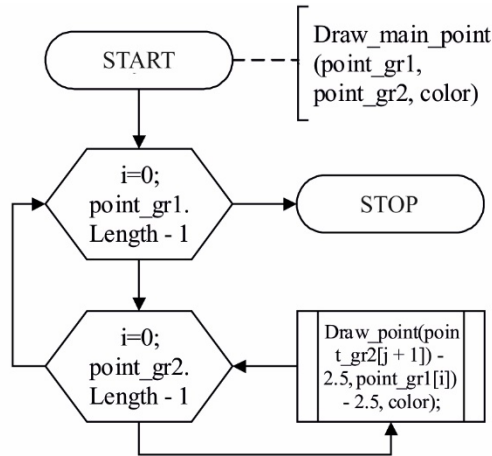 START
Draw_main_point
(point_gr1,
point_gr2, color)
i=0;
point_gr1.
Length - 1
STOP
i=0;
point_gr2.
Length - 1
Draw_point(poin
t_gr2[j + 1]) -
2.5, point_gr1[i])
- 2.5, color);